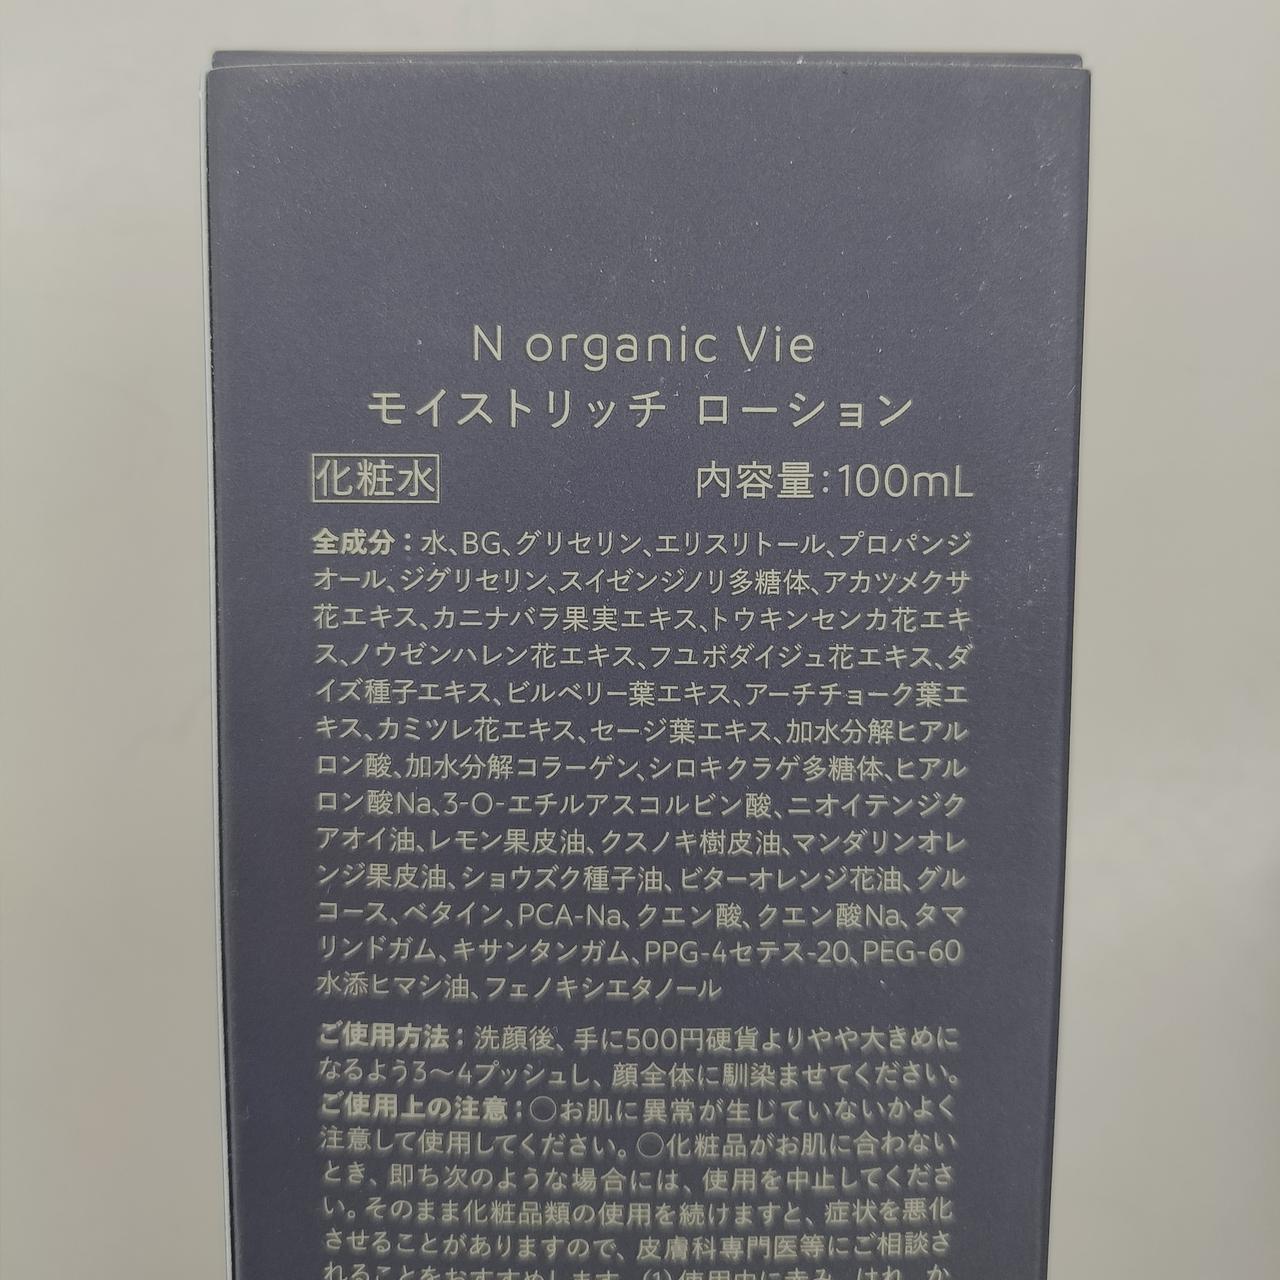 N organic Vie
モイストリッチ ローション
化粧水 内容量:100mL
全成分:水、BG、グリセリン、エリスリトール、プロパンジ
オール、ジグリセリン、スイゼンジノリ多糖体、アカツメクサ
花エキス、カニナバラ果実エキス、トウキンセンカ花エキ
ス、ノウゼンハレン花エキス、フユボダイジュ花エキス、ダ
イズ種子エキス、ビルベリー葉エキス、アーチチョーク葉エ
キス、カミツレ花エキス、セージ葉エキス、加水分解ヒアル
ロン酸、加水分解コラーゲン、シロキクラゲ多糖体、ヒアル
ロン酸Na、3-O-エチルアスコルビン酸、ニオイテンジク
アオイ油、レモン果皮油、クスノキ樹皮油、マンダリンオレ
ンジ果皮油、ショウズク種子油、ビターオレンジ花油、グル
コース、ベタイン、PCA-Na、クエン酸、クエン酸Na、タマ
リンドガム、キサンタンガム、PPG-4セテス-20、PEG-60
水添ヒマシ油、フェノキシエタノール
ご使用方法:洗顔後、手に500円硬貨よりやや大きめに
なるよう3〜4プッシュし、顔全体に馴染ませてください。
ご使用上の注意:○お肌に異常が生じていないかよく
注意して使用してください。○化粧品がお肌に合わない
とき、即ち次のような場合には、使用を中止してくださ
い。そのまま化粧品類の使用を続けますと、症状を悪化
させることがありますので、皮膚科専門医等にご相談さ
れることをおすすめします。(1)使用中に赤み、はれ、か